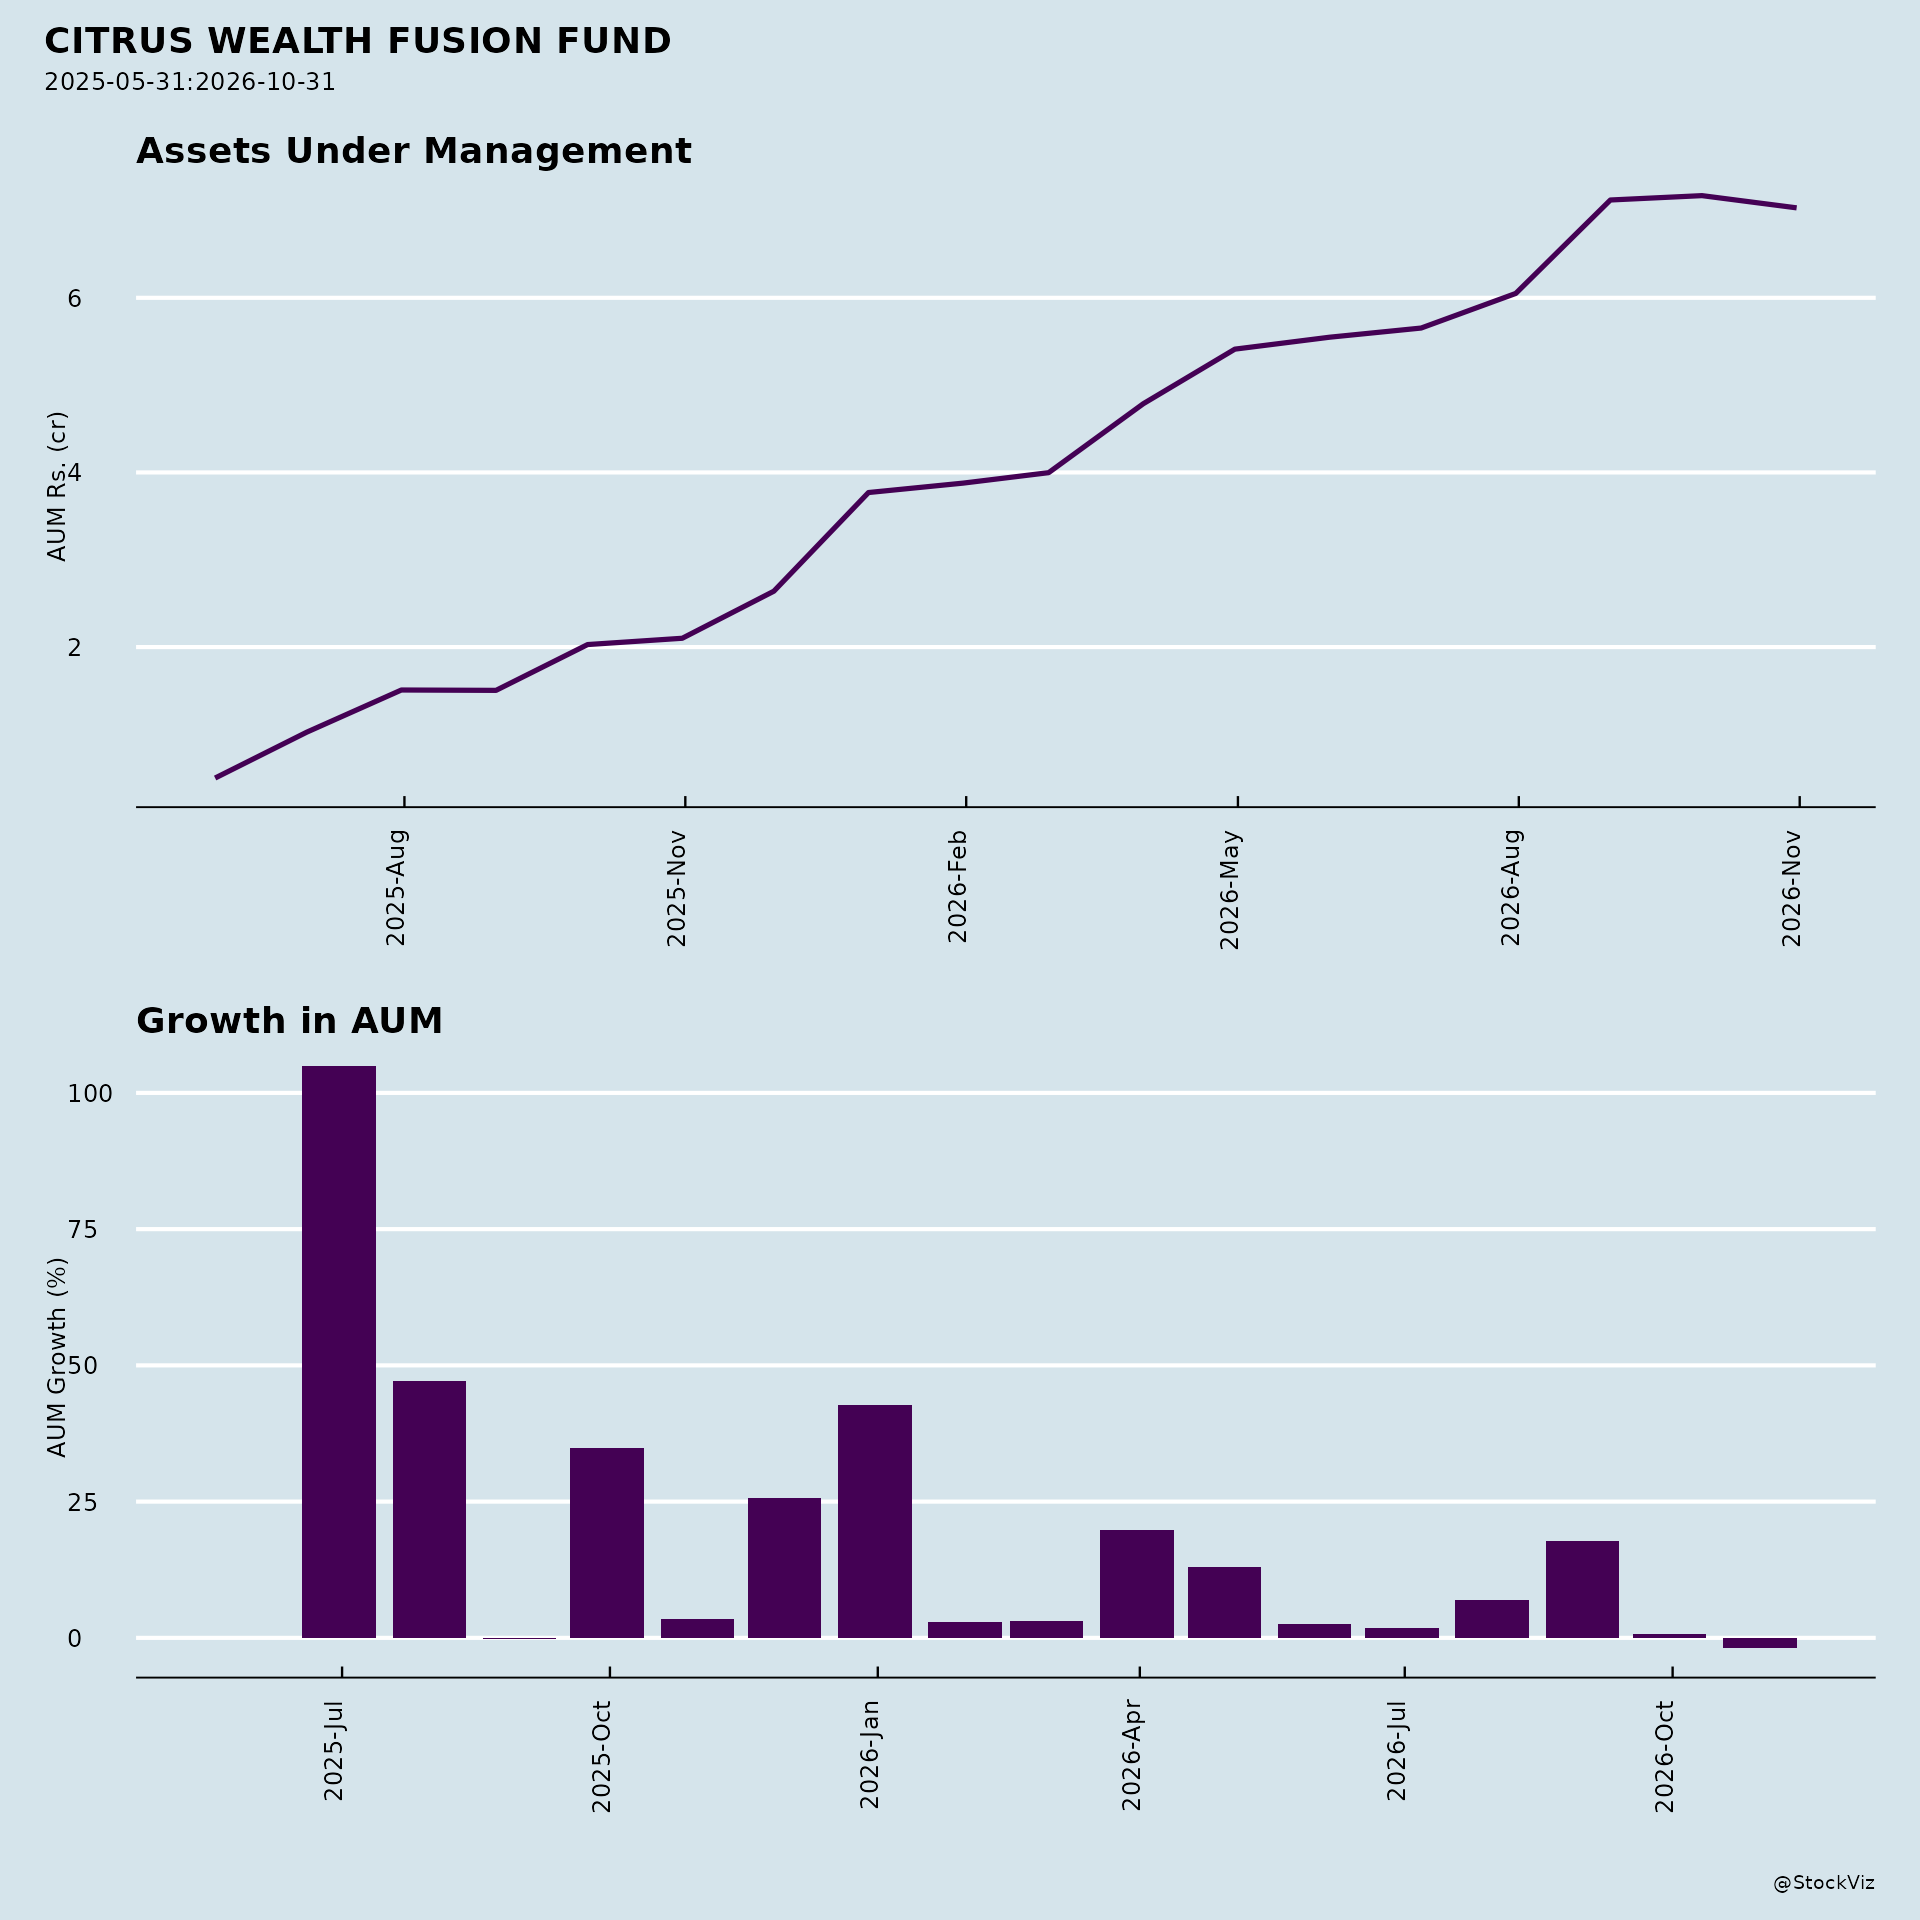 CITRUS WEALTH FUSION FUND
2025-05-31:2026-10-31
Assets Under Management
AUM Rs. (cr)
6
4
2
2025-Aug
2025-Nov
2026-Feb
2026-May
2026-Aug
2026-Nov
Growth in AUM
AUM Growth (%)
100
75
50
25
0
2025-Jul
2025-Oct
2026-Jan
2026-Apr
2026-Jul
2026-Oct
@StockViz